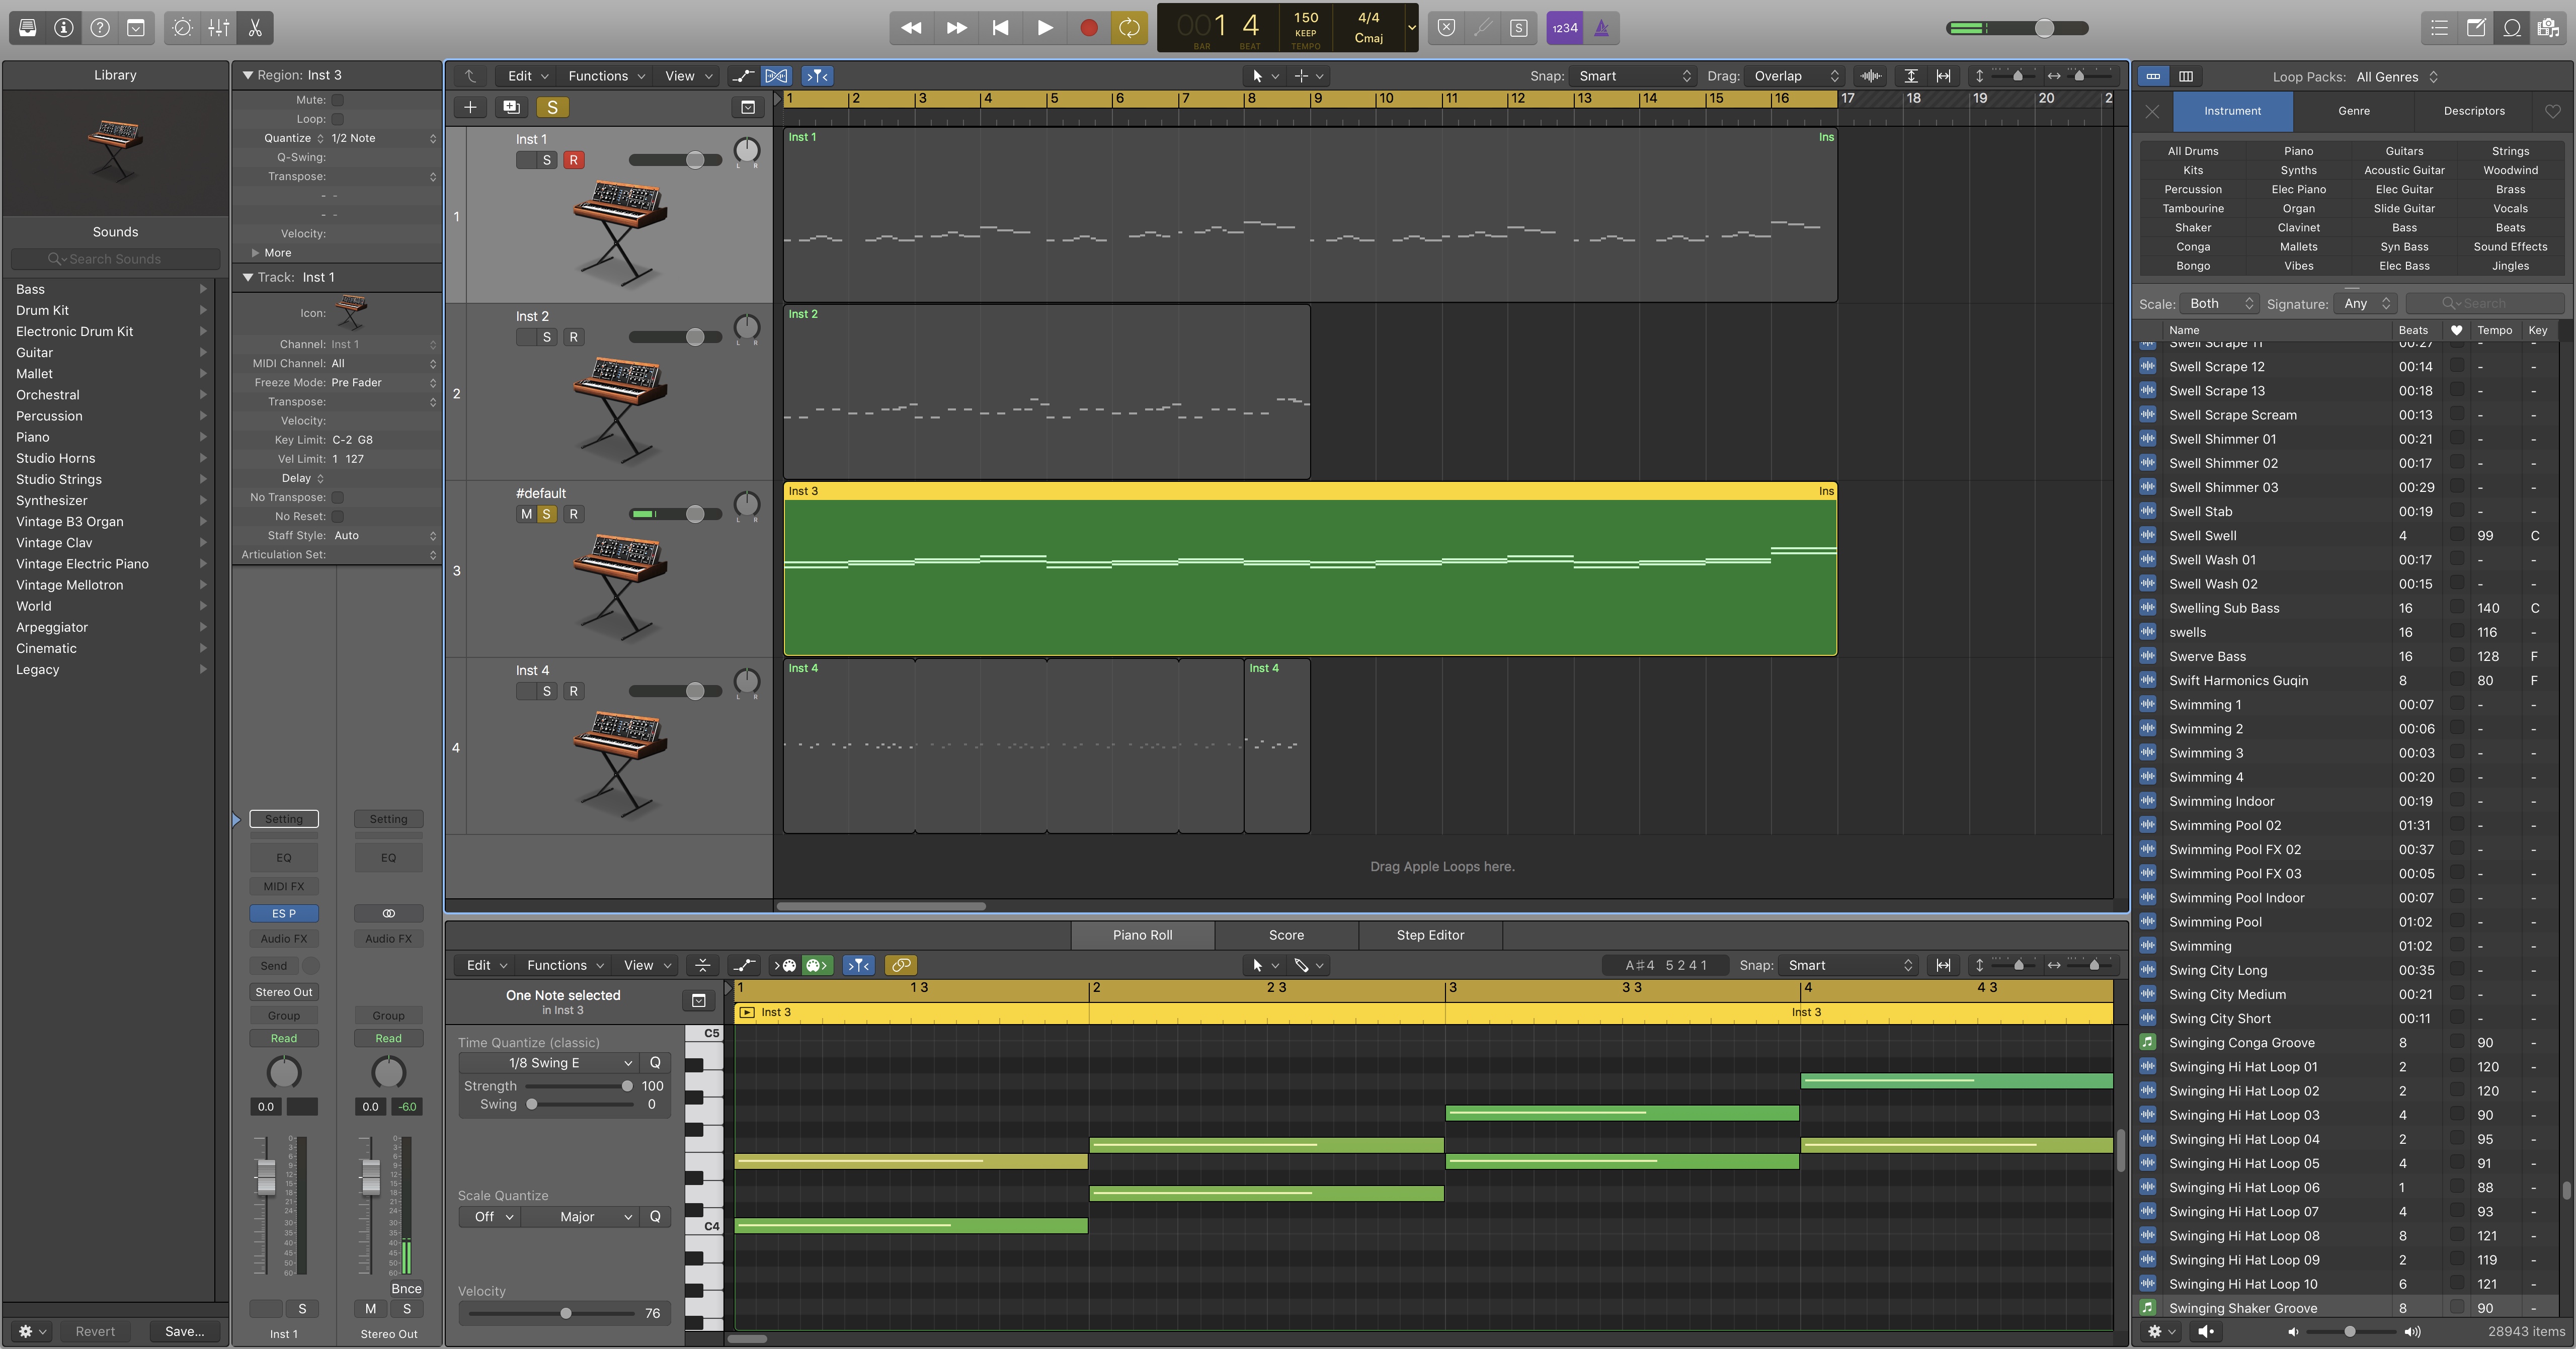 1 4 150 KEEP TEMPO 4/4 Cmaj
BAR BEAT
S 1234
Library
Sounds
Search Sounds
Bass
Drum Kit
Electronic Drum Kit
Guitar
Mallet
Orchestral
Percussion
Piano
Studio Horns
Studio Strings
Synthesizer
Vintage B3 Organ
Vintage Clav
Vintage Electric Piano
Vintage Mellotron
World
Arpeggiator
Cinematic
Legacy
Revert Save...
Region: Inst 3
Mute:
Loop:
Quantize 1/2 Note
Q-Swing:
Transpose:
- -
- -
Velocity:
More
Track: Inst 1
Icon:
Channel: Inst 1
MIDI Channel: All
Freeze Mode: Pre Fader
Transpose:
Velocity:
Key Limit: C-2 G8
Vel Limit: 1 127
Delay
No Transpose:
No Reset:
Staff Style: Auto
Articulation Set:
Setting Setting
EQ EQ
MIDI FX
ES P
Audio FX Audio FX
Send
Stereo Out
Group Group
Read Read
0.0 0.0 -6.0
Bnce
S M S
Inst 1 Stereo Out
Edit Functions View Snap: Smart Drag: Overlap
S
1 2 3 4 5 6 7 8 9 10 11 12 13 14 15 16 17 18 19 20 2
1 Inst 1
S R
L R
Inst 1 Ins
2 Inst 2
S R
L R
Inst 2
3 #default
M S R
L R
Inst 3 Ins
4 Inst 4
S R
L R
Inst 4 Inst 4
Drag Apple Loops here.
Piano Roll Score Step Editor
Edit Functions View A♯4 5 2 4 1 Snap: Smart
One Note selected
in Inst 3
1 1 3 2 2 3 3 3 3 4 4 3
Inst 3 Inst 3
Time Quantize (classic)
1/8 Swing E Q
Strength 100
Swing 0
Scale Quantize
Off Major Q
Velocity
76
C5
C4
Loop Packs: All Genres
Instrument Genre Descriptors
All Drums Piano Guitars Strings
Kits Synths Acoustic Guitar Woodwind
Percussion Elec Piano Elec Guitar Brass
Tambourine Organ Slide Guitar Vocals
Shaker Clavinet Bass Beats
Conga Mallets Syn Bass Sound Effects
Bongo Vibes Elec Bass Jingles
Scale: Both Signature: Any Search
Name Beats Tempo Key
Swell Scrape 11 00:27 - -
Swell Scrape 12 00:14 - -
Swell Scrape 13 00:18 - -
Swell Scrape Scream 00:13 - -
Swell Shimmer 01 00:21 - -
Swell Shimmer 02 00:17 - -
Swell Shimmer 03 00:29 - -
Swell Stab 00:19 - -
Swell Swell 4 99 C
Swell Wash 01 00:17 - -
Swell Wash 02 00:15 - -
Swelling Sub Bass 16 140 C
swells 16 116 -
Swerve Bass 16 128 F
Swift Harmonics Guqin 8 80 F
Swimming 1 00:07 - -
Swimming 2 00:06 - -
Swimming 3 00:03 - -
Swimming 4 00:20 - -
Swimming Indoor 00:19 - -
Swimming Pool 02 01:31 - -
Swimming Pool FX 02 00:37 - -
Swimming Pool FX 03 00:05 - -
Swimming Pool Indoor 00:07 - -
Swimming Pool 01:02 - -
Swimming 01:02 - -
Swing City Long 00:35 - -
Swing City Medium 00:21 - -
Swing City Short 00:11 - -
Swinging Conga Groove 8 90 -
Swinging Hi Hat Loop 01 2 120 -
Swinging Hi Hat Loop 02 2 120 -
Swinging Hi Hat Loop 03 4 90 -
Swinging Hi Hat Loop 04 2 95 -
Swinging Hi Hat Loop 05 4 91 -
Swinging Hi Hat Loop 06 1 88 -
Swinging Hi Hat Loop 07 4 93 -
Swinging Hi Hat Loop 08 8 121 -
Swinging Hi Hat Loop 09 2 119 -
Swinging Hi Hat Loop 10 6 121 -
Swinging Shaker Groove 8 90 -
28943 items